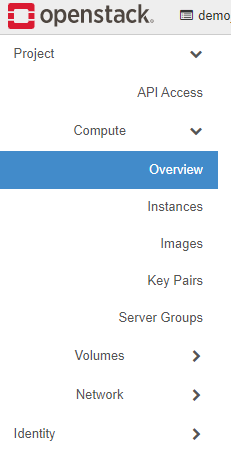 openstack.
demo
Project
API Access
Compute
Overview
Instances
Images
Key Pairs
Server Groups
Volumes
Network
Identity